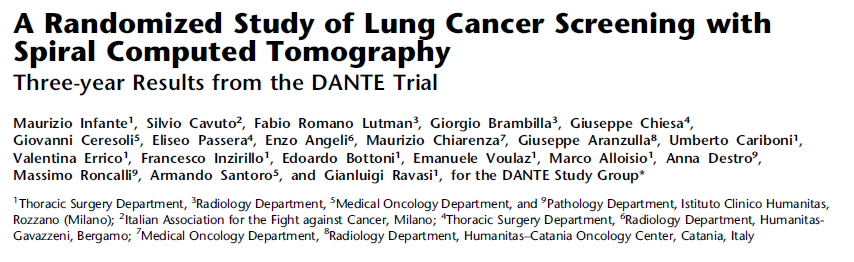 A Randomized Study of Lung Cancer Screening with
Spiral Computed Tomography
Three-year Results from the DANTE Trial
Maurizio Infante1, Silvio Cavuto2, Fabio Romano Lutman3, Giorgio Brambilla3, Giuseppe Chiesa4,
Giovanni Ceresoli5, Eliseo Passera4, Enzo Angeli6, Maurizio Chiarenza7, Giuseppe Aranzulla8, Umberto Cariboni1,
Valentina Errico1, Francesco Inzirillo1, Edoardo Bottoni1, Emanuele Voulaz1, Marco Alloisio1, Anna Destro9,
Massimo Roncalli9, Armando Santoro5, and Gianluigi Ravasi1, for the DANTE Study Group*
1Thoracic Surgery Department, 3Radiology Department, 5Medical Oncology Department, and 9Pathology Department, Istituto Clinico Humanitas,
Rozzano (Milano); 2Italian Association for the Fight against Cancer, Milano; 4Thoracic Surgery Department, 6Radiology Department, Humanitas-
Gavazzeni, Bergamo; 7Medical Oncology Department, 8Radiology Department, Humanitas–Catania Oncology Center, Catania, Italy